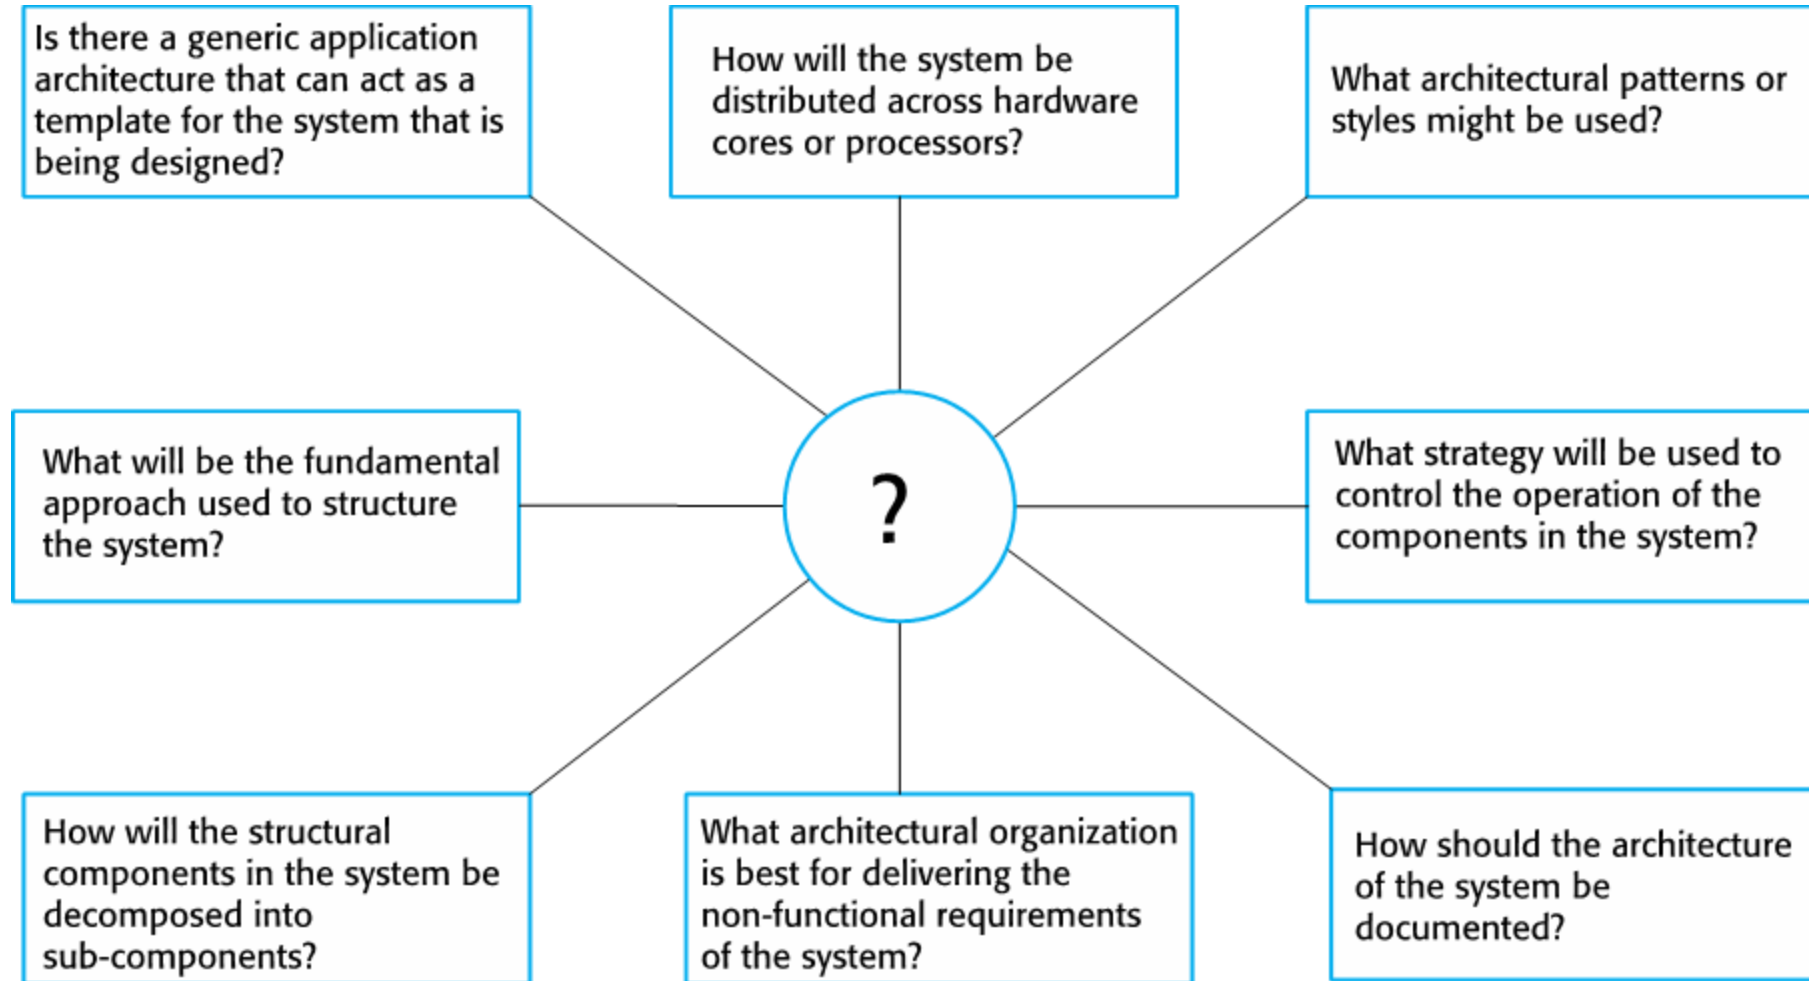 Is there a generic application
architecture that can act as a
template for the system that is
being designed?
How will the system be
distributed across hardware
cores or processors?
What architectural patterns or
styles might be used?
What will be the fundamental
approach used to structure
the system?
?
What strategy will be used to
control the operation of the
components in the system?
How will the structural
components in the system be
decomposed into
sub-components?
What architectural organization
is best for delivering the
non-functional requirements
of the system?
How should the architecture
of the system be
documented?